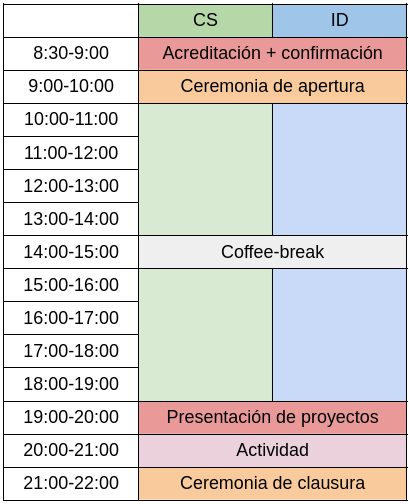 CS ID
8:30-9:00 Acreditación + confirmación
9:00-10:00 Ceremonia de apertura
10:00-11:00
11:00-12:00
12:00-13:00
13:00-14:00
14:00-15:00 Coffee-break
15:00-16:00
16:00-17:00
17:00-18:00
18:00-19:00
19:00-20:00 Presentación de proyectos
20:00-21:00 Actividad
21:00-22:00 Ceremonia de clausura